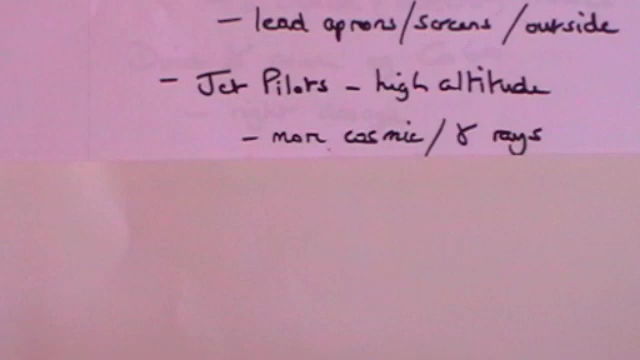 - lead aprons/screens/outside
- Jet Pilots - high altitude
- more cosmic/γ rays